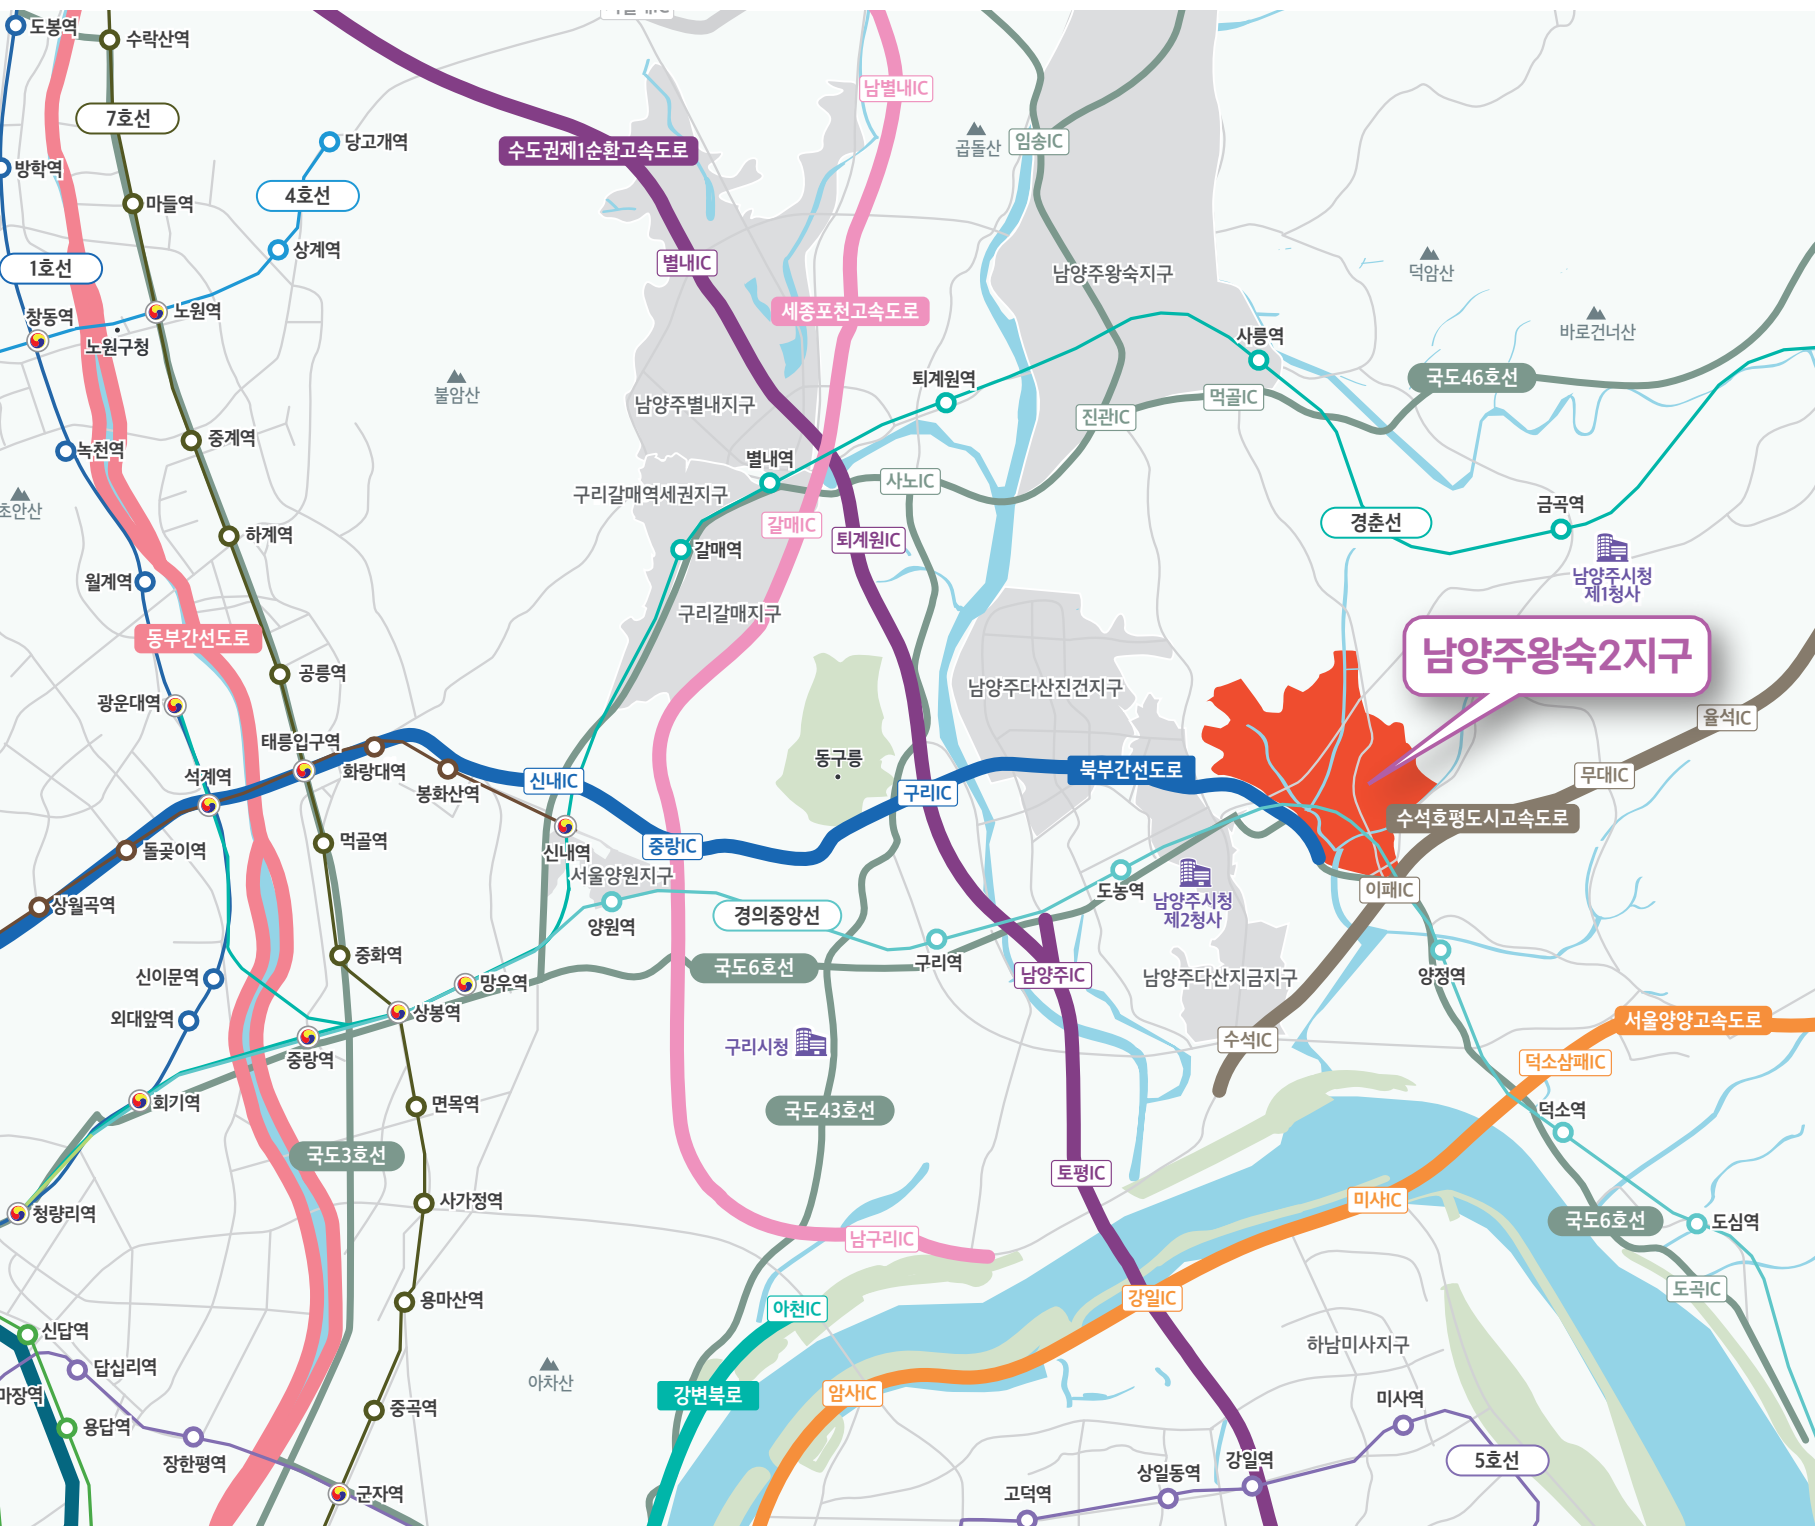 도봉역
수락산역
7호선
당고개역
방학역
4호선
마들역
상계역
1호선
창동역
노원역
노원구청
녹천역
중계역
초안산
하계역
월계역
동부간선도로
공릉역
광운대역
태릉입구역
석계역
화랑대역
봉화산역
돌곶이역
먹골역
상월곡역
신이문역
중화역
외대앞역
망우역
상봉역
중랑역
회기역
면목역
국도3호선
사가정역
청량리역
용마산역
신답역
답십리역
마장역
용답역
중곡역
장한평역
군자역
수도권제1순환고속도로
남별내IC
곱돌산
임송IC
별내IC
남양주왕숙지구
덕암산
세종포천고속도로
바로건너산
사릉역
불암산
퇴계원역
국도46호선
남양주별내지구
먹골IC
진관IC
별내역
사노IC
구리갈매역세권지구
갈매IC
퇴계원IC
갈매역
경춘선
금곡역
남양주시청
제1청사
구리갈매지구
남양주왕숙2지구
남양주다산진건지구
율석IC
동구릉
신내IC
북부간선도로
구리IC
무대IC
수석호평도시고속도로
중랑IC
신내역
서울양원지구
양원역
경의중앙선
도농역
남양주시청
제2청사
이패IC
구리역
국도6호선
남양주IC
남양주다산지금지구
양정역
구리시청
수석IC
서울양양고속도로
덕소삼패IC
국도43호선
덕소역
토평IC
미사IC
국도6호선
도심역
남구리IC
도곡IC
아천IC
강일IC
하남미사지구
아차산
강변북로
암사IC
미사역
강일역
5호선
상일동역
고덕역